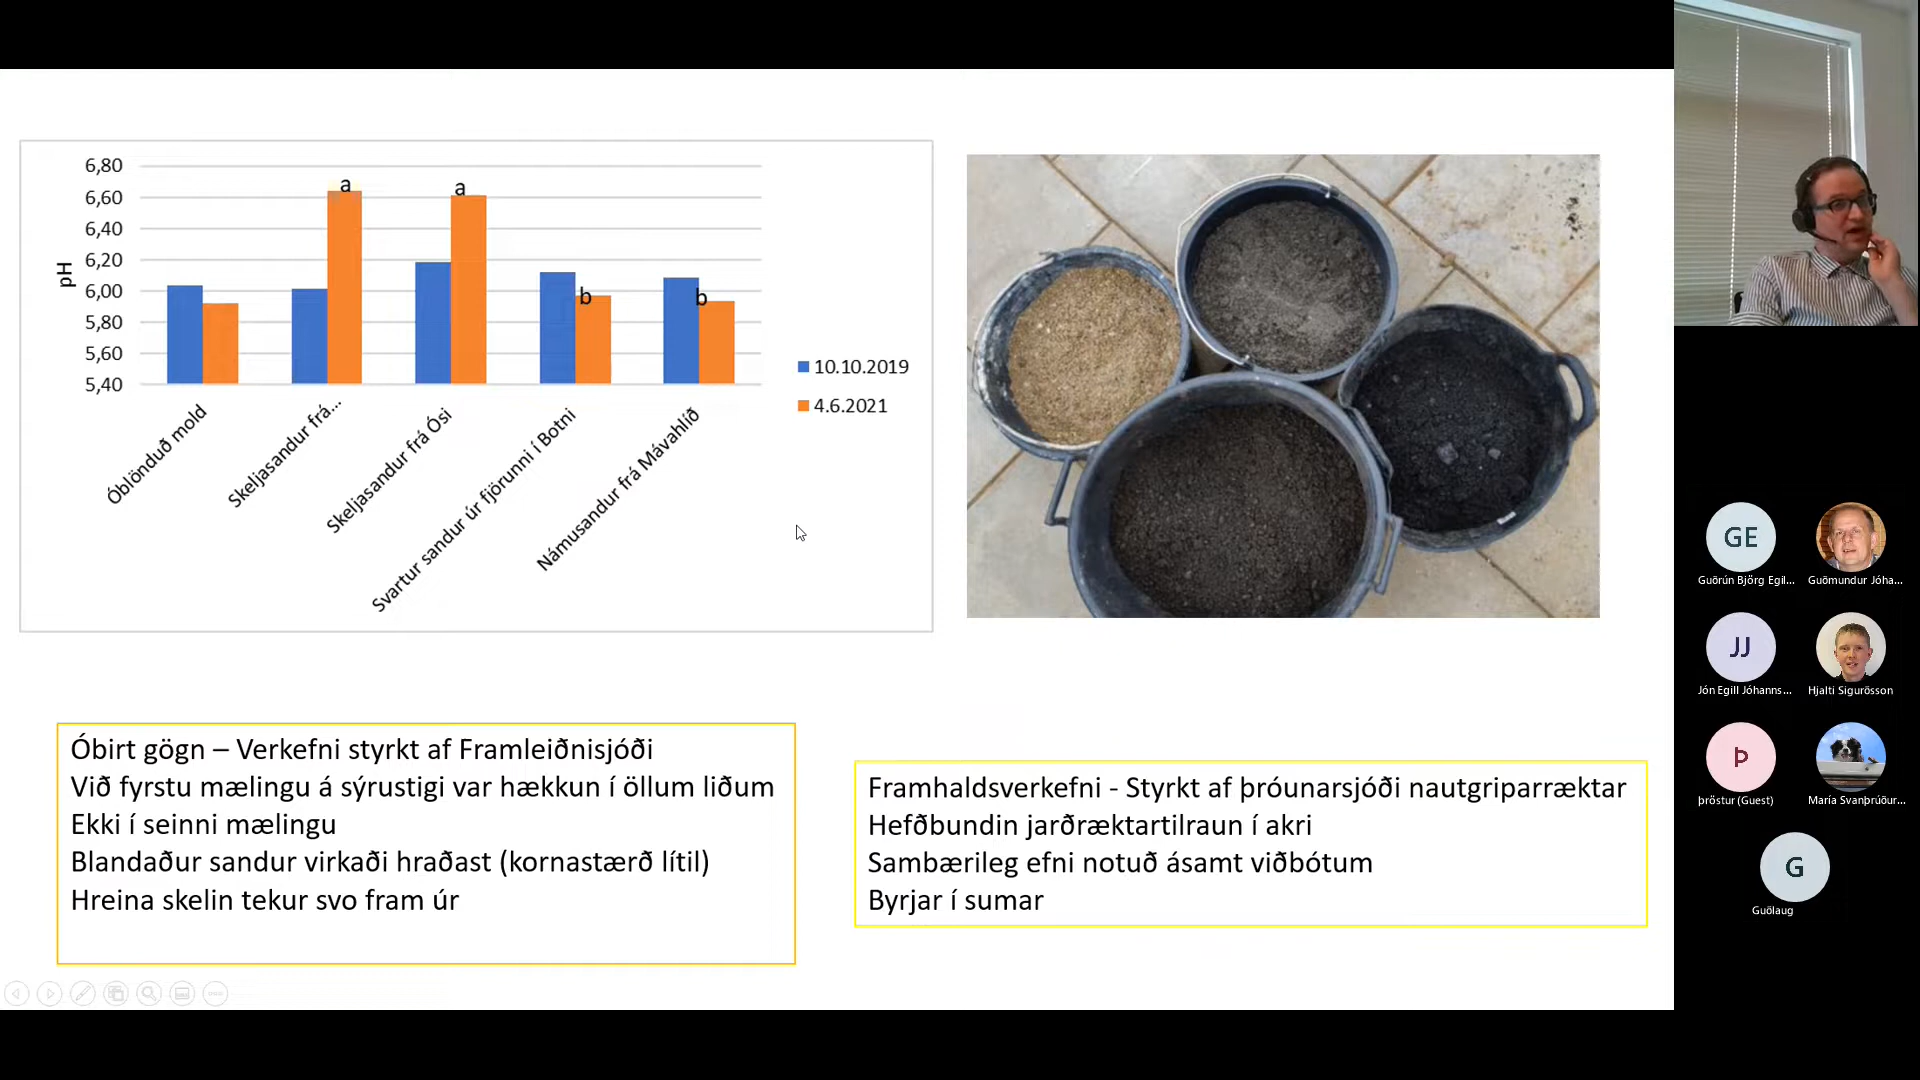 6,80
6,60
6,40
6,20
6,00
5,80
5,60
5,40
pH
a
a
b
b
Óblönduð mold
Skeljasandur frá...
Skeljasandur frá Ósi
Svartur sandur úr fjörunni í Botni
Námusandur frá Mávahlíð
10.10.2019
4.6.2021
Óbirt gögn – Verkefni styrkt af Framleiðnisjóði
Við fyrstu mælingu á sýrustigi var hækkun í öllum liðum
Ekki í seinni mælingu
Blandaður sandur virkaði hraðast (kornastærð lítil)
Hreina skelin tekur svo fram úr
Framhaldsverkefni - Styrkt af þróunarsjóði nautgriparræktar
Hefðbundin jarðræktartilraun í akri
Sambærileg efni notuð ásamt viðbótum
Byrjar í sumar
GE
Guðrún Björg Egil...
Guðmundur Jóha...
JJ
Jón Egill Jóhanns...
Hjalti Sigurðsson
Þ
Þröstur (Guest)
María Svanþrúður...
G
Guðlaug